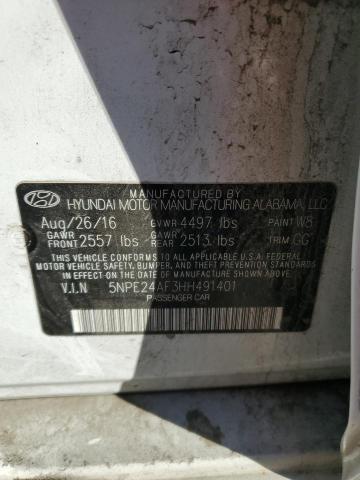 MANUFACTURED BY
HYUNDAI MOTOR MANUFACTURING ALABAMA, LLC
Aug/26/16 GVWR 4497 lbs PAINT W8
GAWR FRONT 2557 lbs GAWR REAR 2513 lbs TRIM GG
THIS VEHICLE CONFORMS TO ALL APPLICABLE U.S. FEDERAL
MOTOR VEHICLE SAFETY, BUMPER, AND THEFT PREVENTION STANDARDS
IN EFFECT ON THE DATE OF MANUFACTURE SHOWN ABOVE.
V.I.N 5NPE24AF3HH491401
PASSENGER CAR